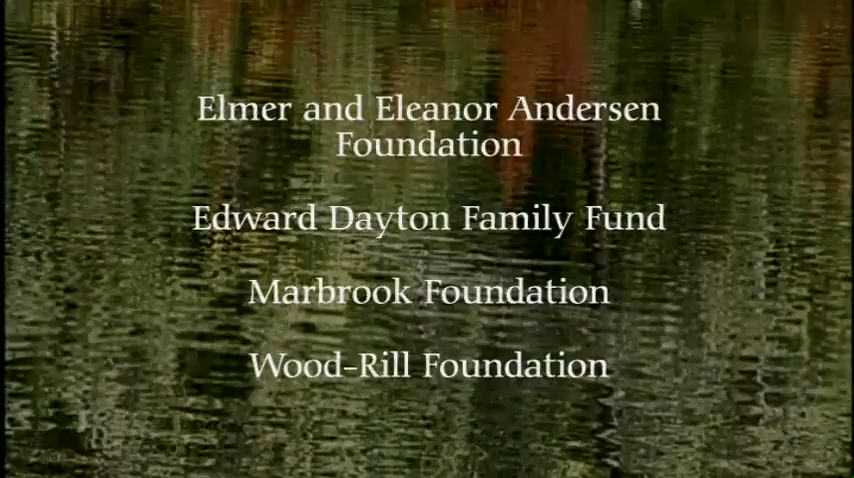 Elmer and Eleanor Andersen
Foundation
Edward Dayton Family Fund
Marbrook Foundation
Wood-Rill Foundation